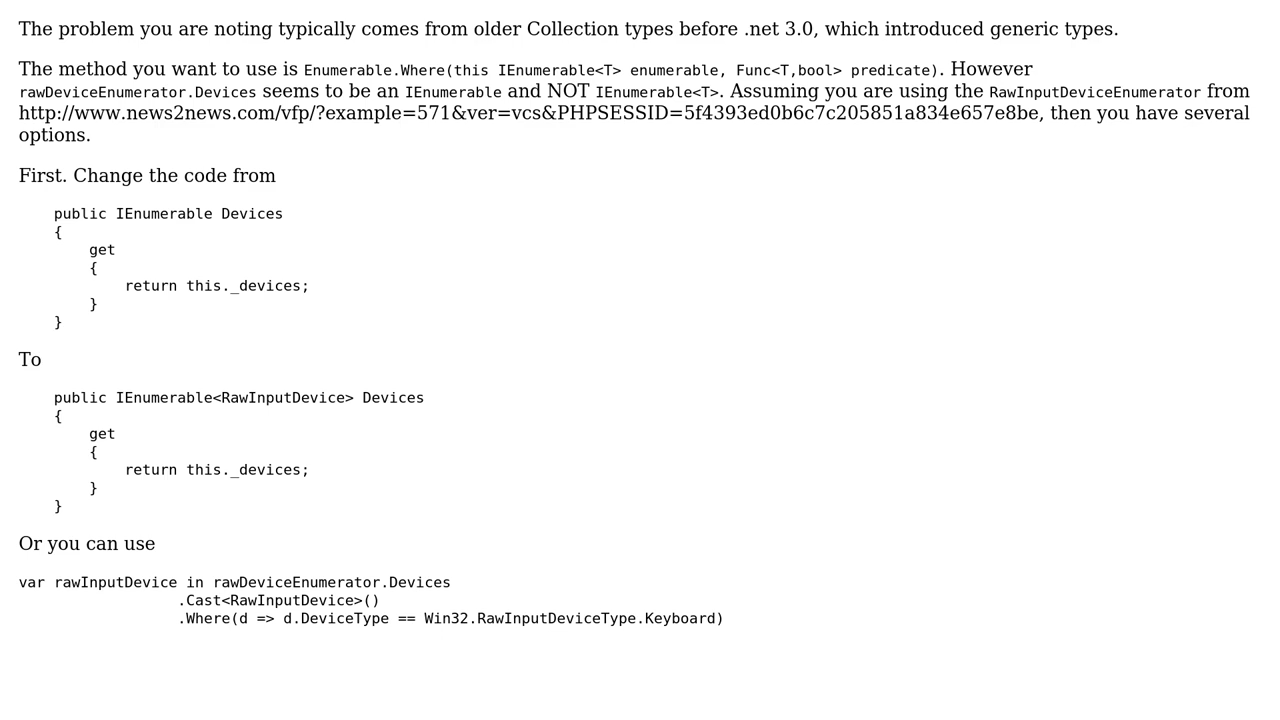 The problem you are noting typically comes from older Collection types before .net 3.0, which introduced generic types.
The method you want to use is Enumerable.Where(this IEnumerable<T> enumerable, Func<T,bool> predicate). However
rawDeviceEnumerator.Devices seems to be an IEnumerable and NOT IEnumerable<T>. Assuming you are using the RawInputDeviceEnumerator from
http://www.news2news.com/vfp/?example=571&ver=vcs&PHPSESSID=5f4393ed0b6c7c205851a834e657e8be, then you have several
options.
First. Change the code from
    public IEnumerable Devices
    {
        get
        {
            return this._devices;
        }
    }
To
    public IEnumerable<RawInputDevice> Devices
    {
        get
        {
            return this._devices;
        }
    }
Or you can use
var rawInputDevice in rawDeviceEnumerator.Devices
                  .Cast<RawInputDevice>()
                  .Where(d => d.DeviceType == Win32.RawInputDeviceType.Keyboard)